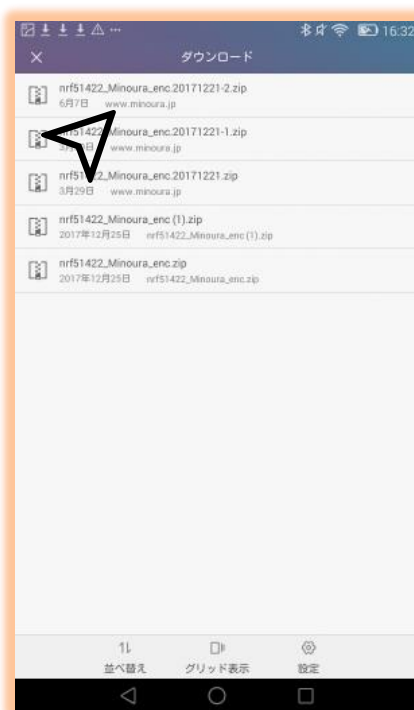 16:32
ダウンロード
nrf51422_Minoura_enc.20171221-2.zip
6月7日 www.minoura.jp
nrf51422_Minoura_enc.20171221-1.zip
www.minoura.jp
nrf51422_Minoura_enc.20171221.zip
3月29日 www.minoura.jp
nrf51422_Minoura_enc (1).zip
2017年12月25日 nrf51422_Minoura_enc (1).zip
nrf51422_Minoura_enc.zip
2017年12月25日 nrf51422_Minoura_enc.zip
並べ替え グリッド表示 設定